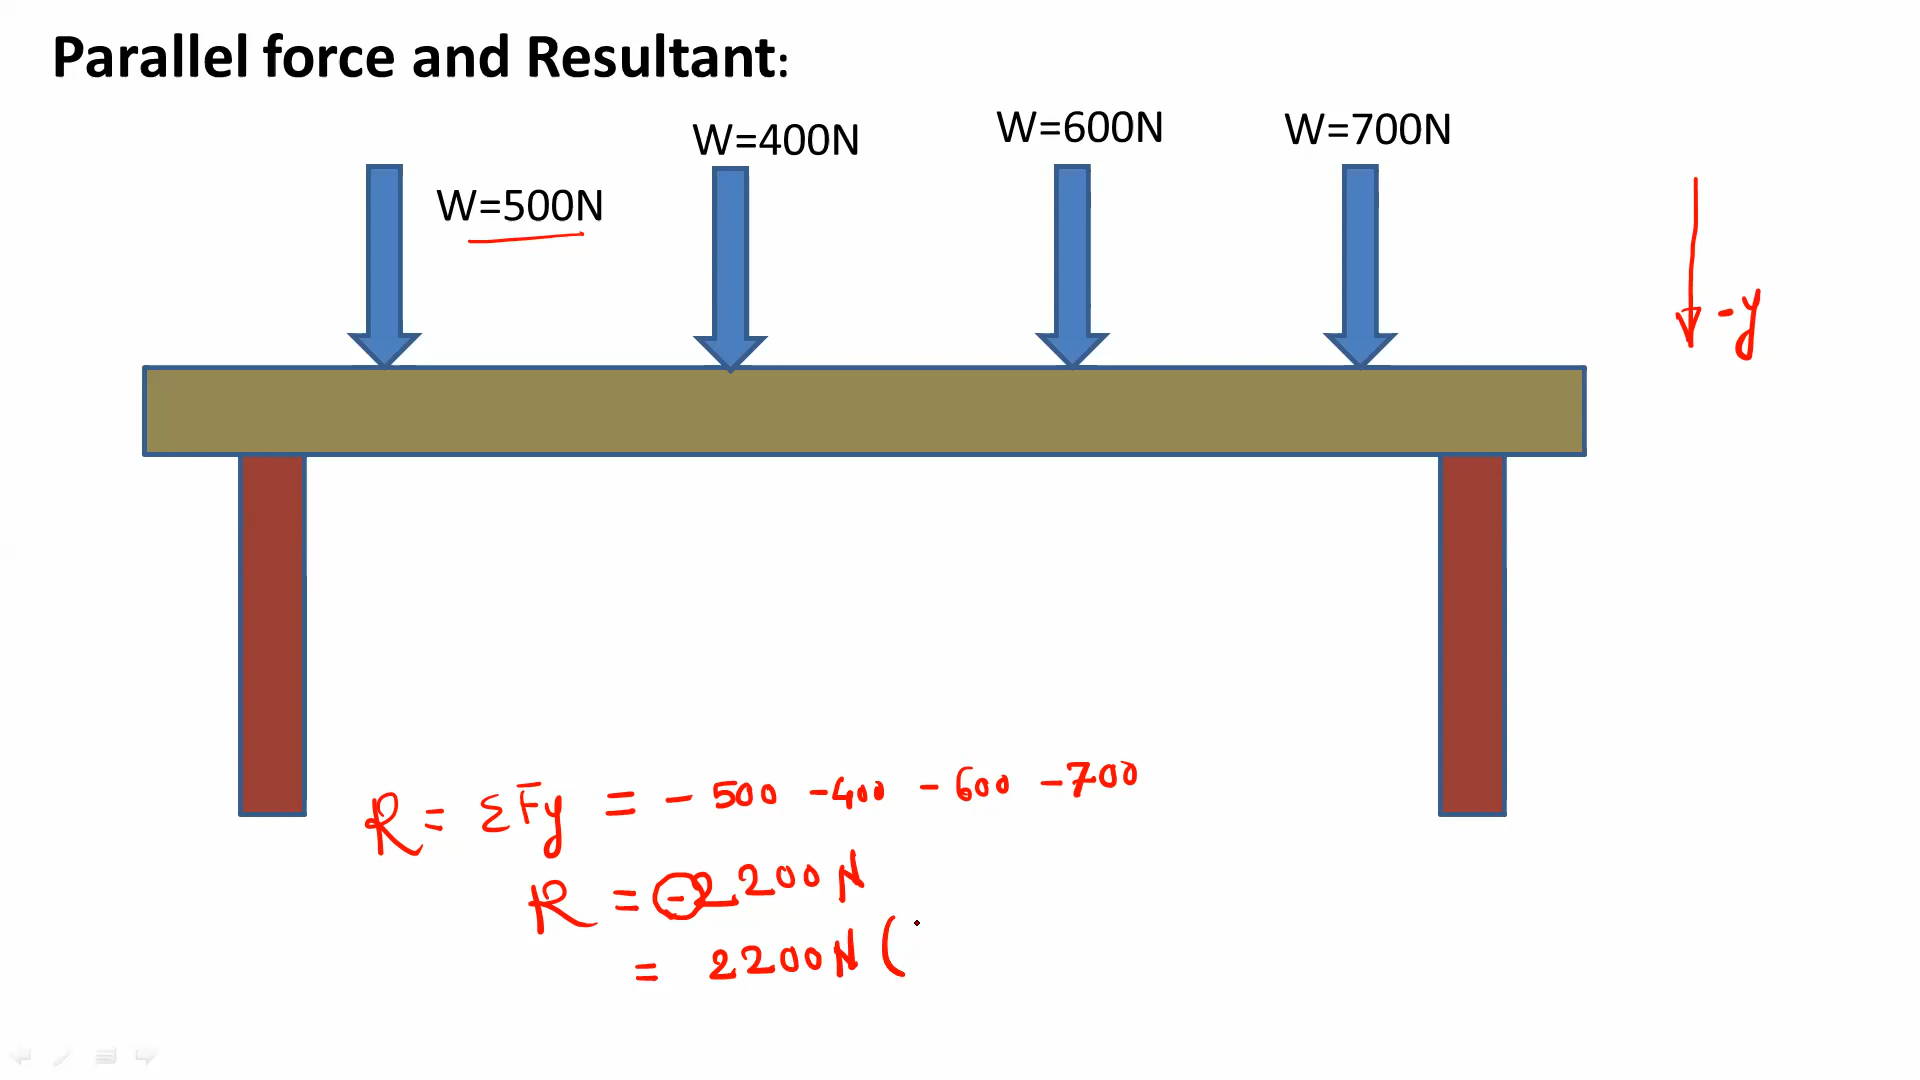 Parallel force and Resultant:
W=500N
W=400N
W=600N
W=700N
-y
R = ΣFy = - 500 -400 - 600 -700
R = -2200 N
= 2200N (